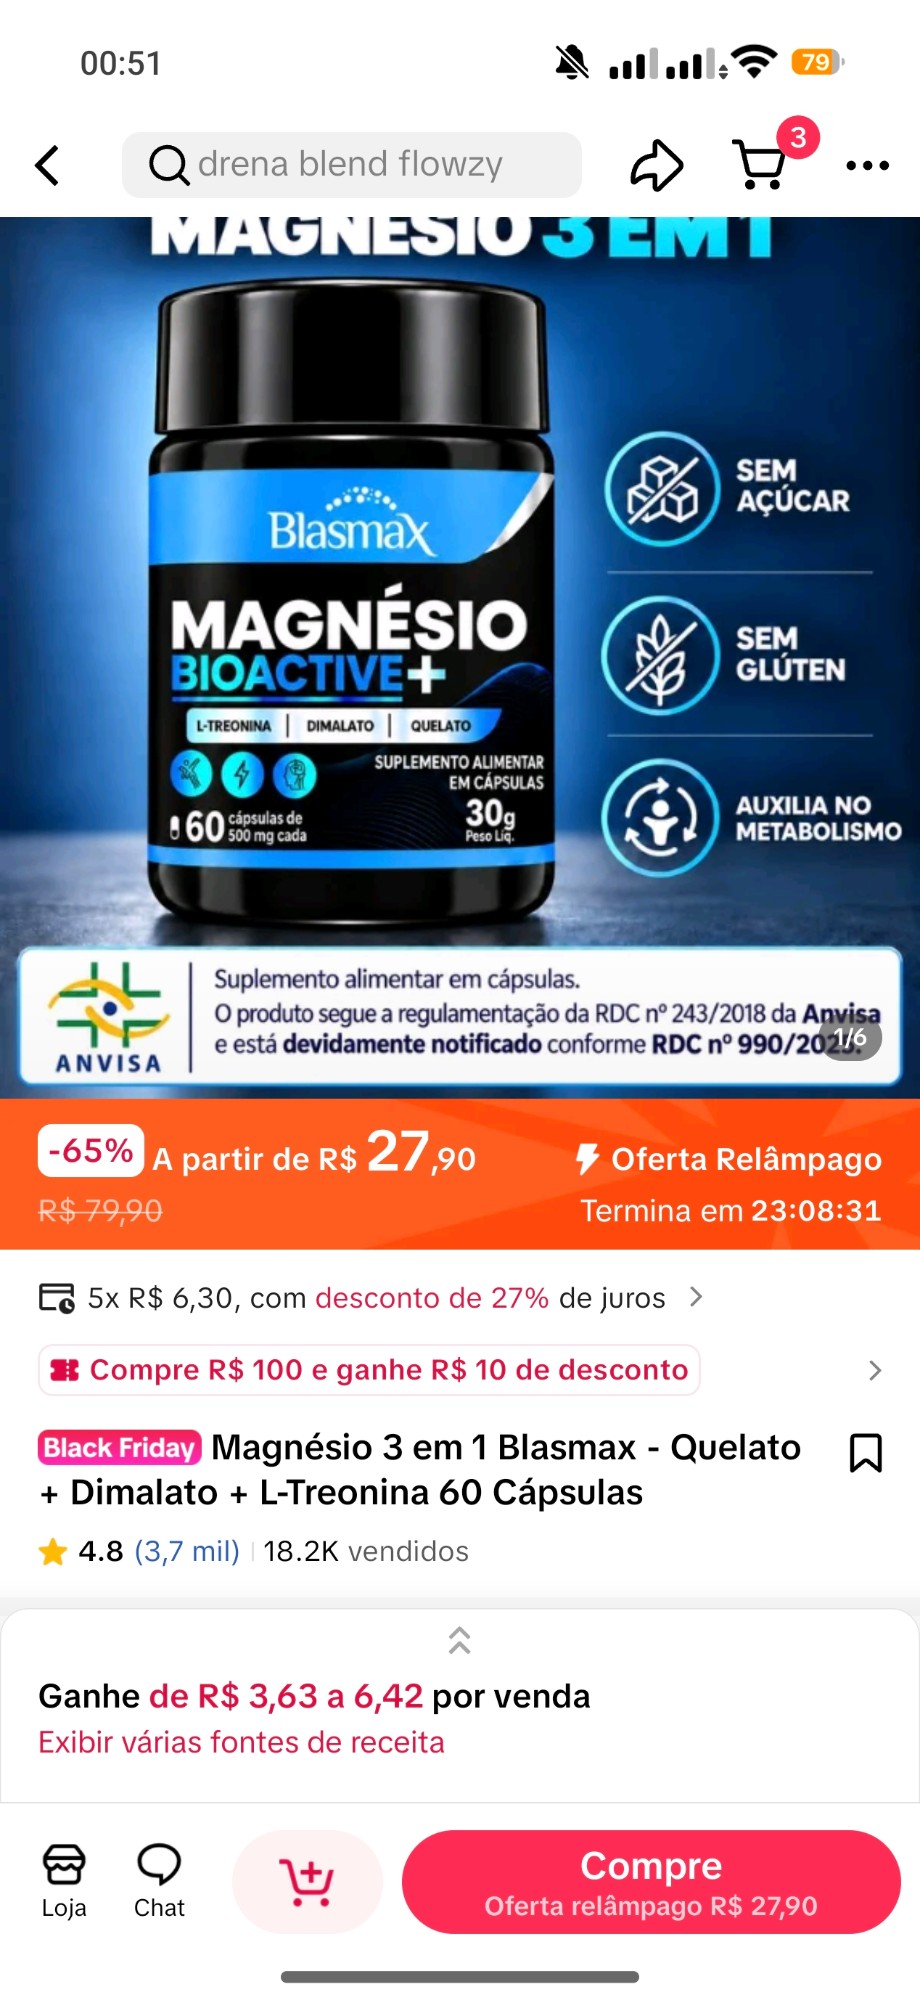 00:51
79
drena blend flowzy
3
MAGNÉSIO 3 EM 1
Blasmax
MAGNÉSIO
BIOACTIVE+
L-TREONINA | DIMALATO | QUELATO
SUPLEMENTO ALIMENTAR
EM CÁPSULAS
60 cápsulas de
500 mg cada
30g
Peso Líq.
SEM
AÇÚCAR
SEM
GLÚTEN
AUXILIA NO
METABOLISMO
ANVISA
Suplemento alimentar em cápsulas.
O produto segue a regulamentação da RDC nº 243/2018 da Anvisa
e está devidamente notificado conforme RDC nº 990/2025.
1/6
-65% A partir de R$ 27,90
R$ 79,90
Oferta Relâmpago
Termina em 23:08:31
5x R$ 6,30, com desconto de 27% de juros
Compre R$ 100 e ganhe R$ 10 de desconto
Black Friday Magnésio 3 em 1 Blasmax - Quelato
+ Dimalato + L-Treonina 60 Cápsulas
4.8 (3,7 mil) | 18.2K vendidos
Ganhe de R$ 3,63 a 6,42 por venda
Exibir várias fontes de receita
Loja
Chat
Compre
Oferta relâmpago R$ 27,90